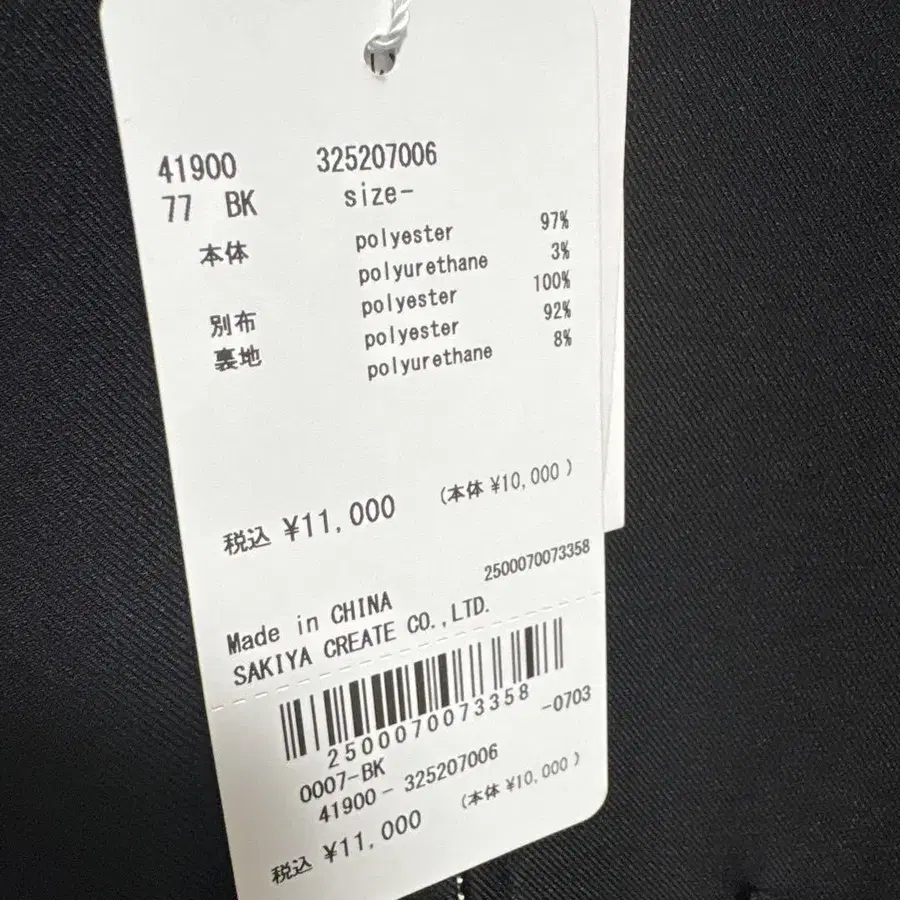 41900 325207006
77 BK size-
本体 polyester 97%
polyurethane 3%
別布 polyester 100%
裏地 polyester 92%
polyurethane 8%
税込 ¥11,000 (本体 ¥10,000 )
2500070073358
Made in CHINA
SAKIYA CREATE CO.,LTD.
2500070073358 -0703
0007-BK
41900- 325207006
税込 ¥11,000 (本体 ¥10,000 )